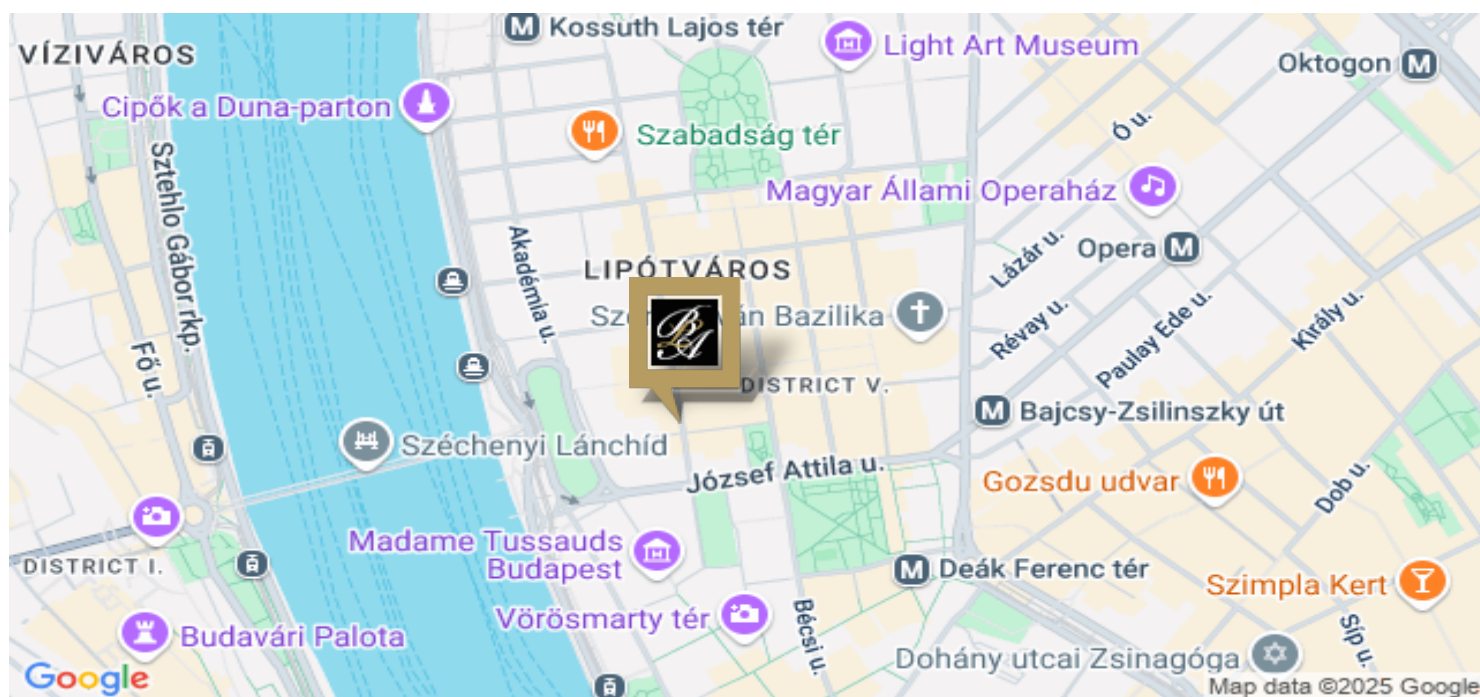 Kossuth Lajos tér
Light Art Museum
VÍZIVÁROS
Oktogon
Cipők a Duna-parton
Ó u.
Szabadság tér
Sztehlo Gábor rkp.
Magyar Állami Operaház
Akadémia u.
Lázár u.
Opera
LIPÓTVÁROS
Bazilika
Révay u.
Paulay Ede u.
Király u.
Fő u.
DISTRICT V.
Bajcsy-Zsilinszky út
Széchenyi Lánchíd
József Attila u.
Gozsdu udvar
Dob u.
Madame Tussauds
Budapest
DISTRICT I.
Deák Ferenc tér
Szimpla Kert
Vörösmarty tér
Bécsi u.
Síp u.
Budavári Palota
Dohány utcai Zsinagóga
Google
Map data ©2025 Google